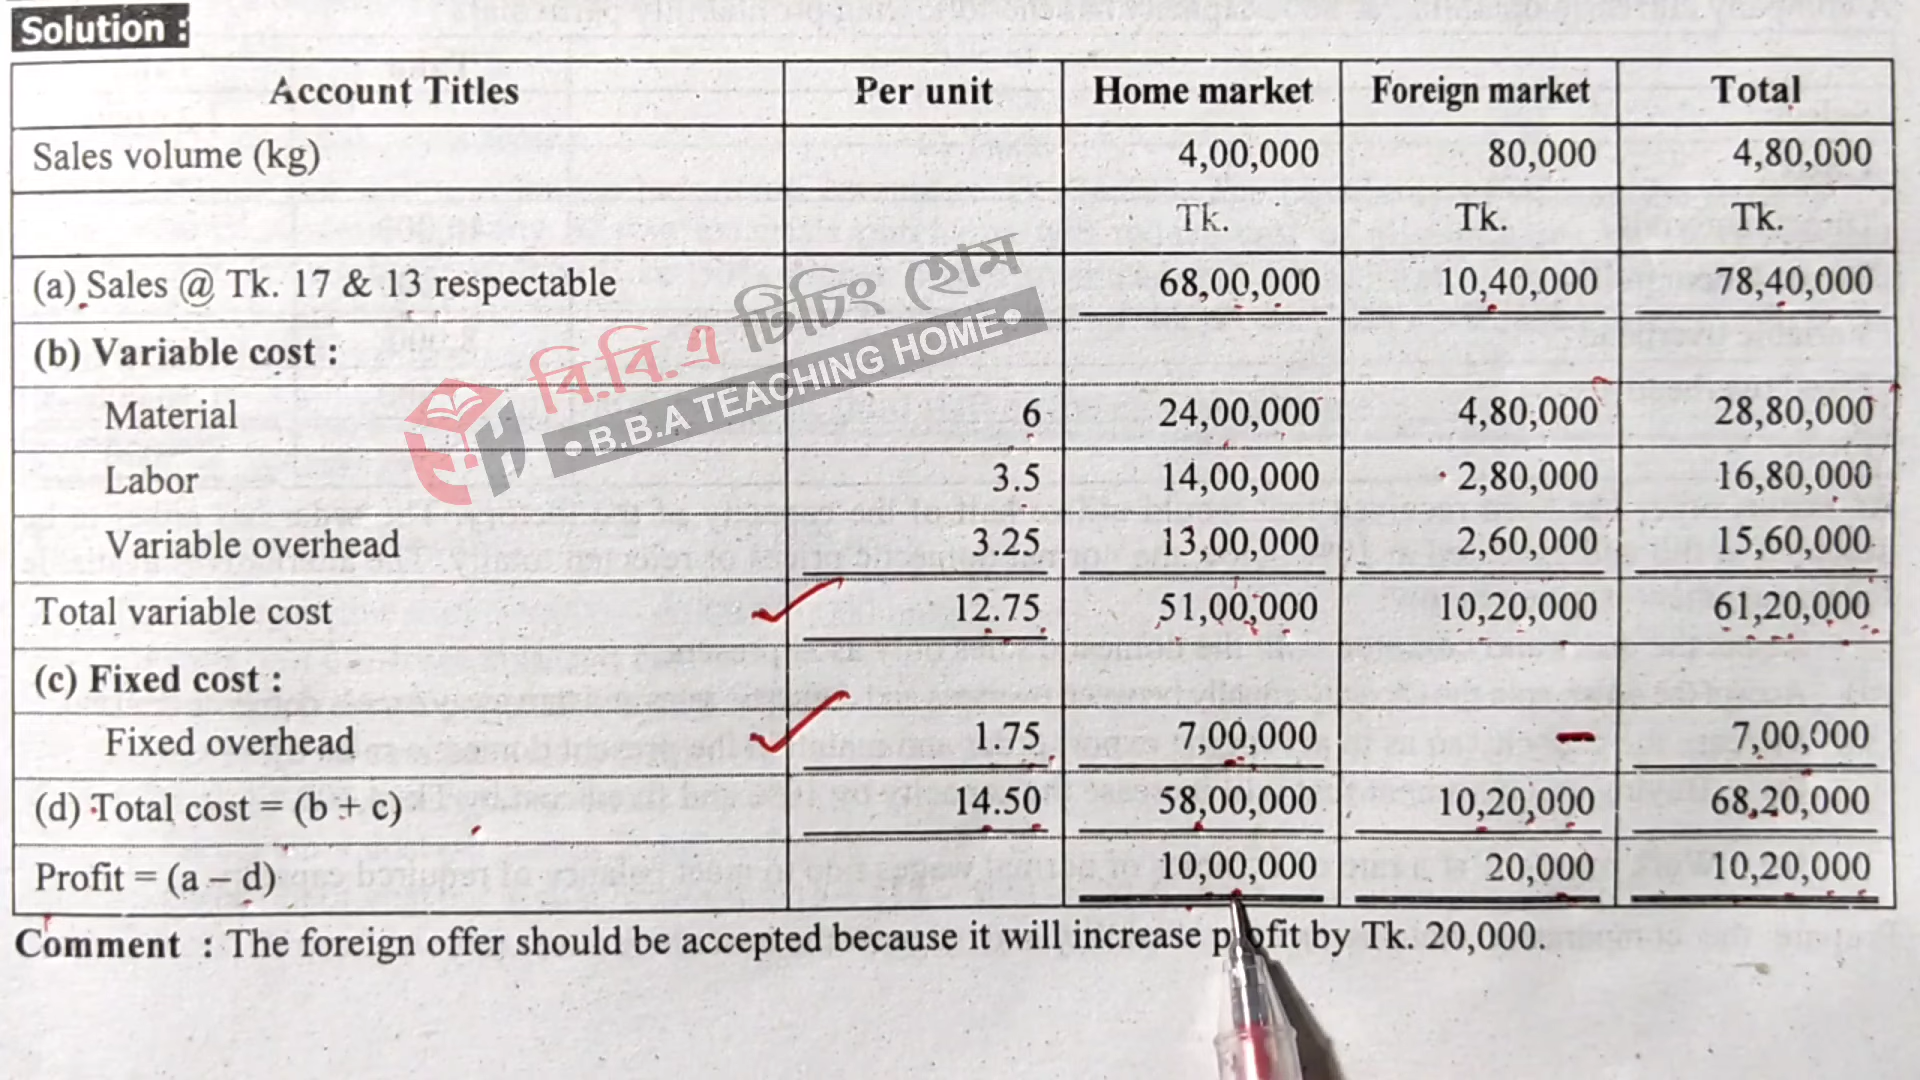 Solution :
Account Titles Per unit Home market Foreign market Total
Sales volume (kg) 4,00,000 80,000 4,80,000
Tk. Tk. Tk.
(a) Sales @ Tk. 17 & 13 respectable 68,00,000 10,40,000 78,40,000
(b) Variable cost :
Material 6 24,00,000 4,80,000 28,80,000
Labor 3.5 14,00,000 2,80,000 16,80,000
Variable overhead 3.25 13,00,000 2,60,000 15,60,000
Total variable cost 12.75 51,00,000 10,20,000 61,20,000
(c) Fixed cost :
Fixed overhead 1.75 7,00,000 – 7,00,000
(d) Total cost = (b + c) 14.50 58,00,000 10,20,000 68,20,000
Profit = (a – d) 10,00,000 20,000 10,20,000
Comment : The foreign offer should be accepted because it will increase profit by Tk. 20,000.
বি.বি.এ টিচিং হোম
•B.B.A TEACHING HOME•